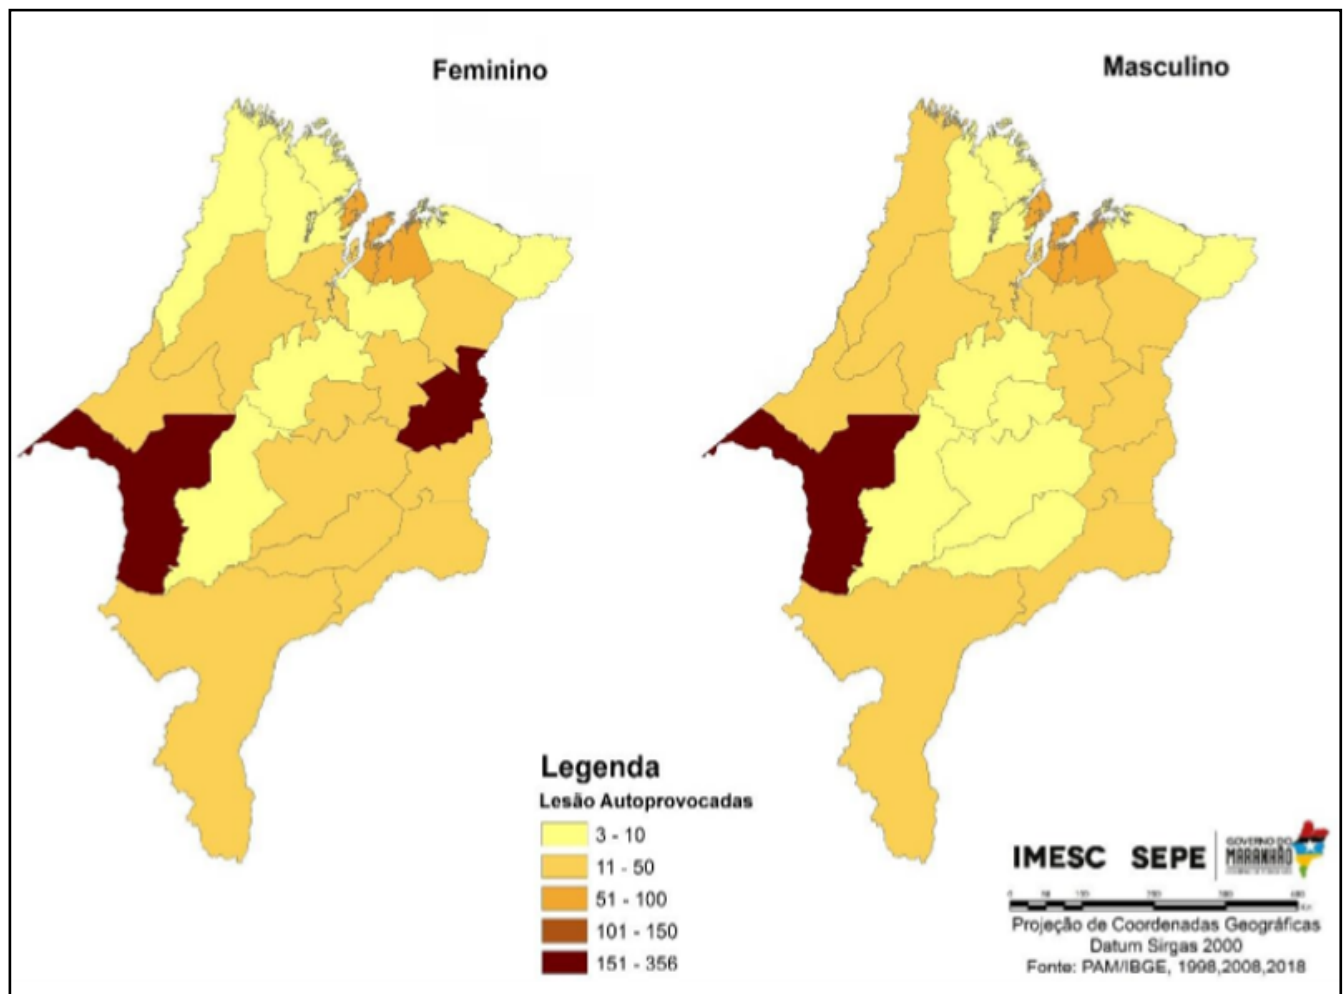 Feminino
Masculino
Legenda
Lesão Autoprovocadas
3 - 10
11 - 50
51 - 100
101 - 150
151 - 356
IMESC SEPE
GOVERNO DO
MARANHÃO
Projeção de Coordenadas Geográficas
Datum Sirgas 2000
Fonte: PAM/IBGE, 1998,2008,2018